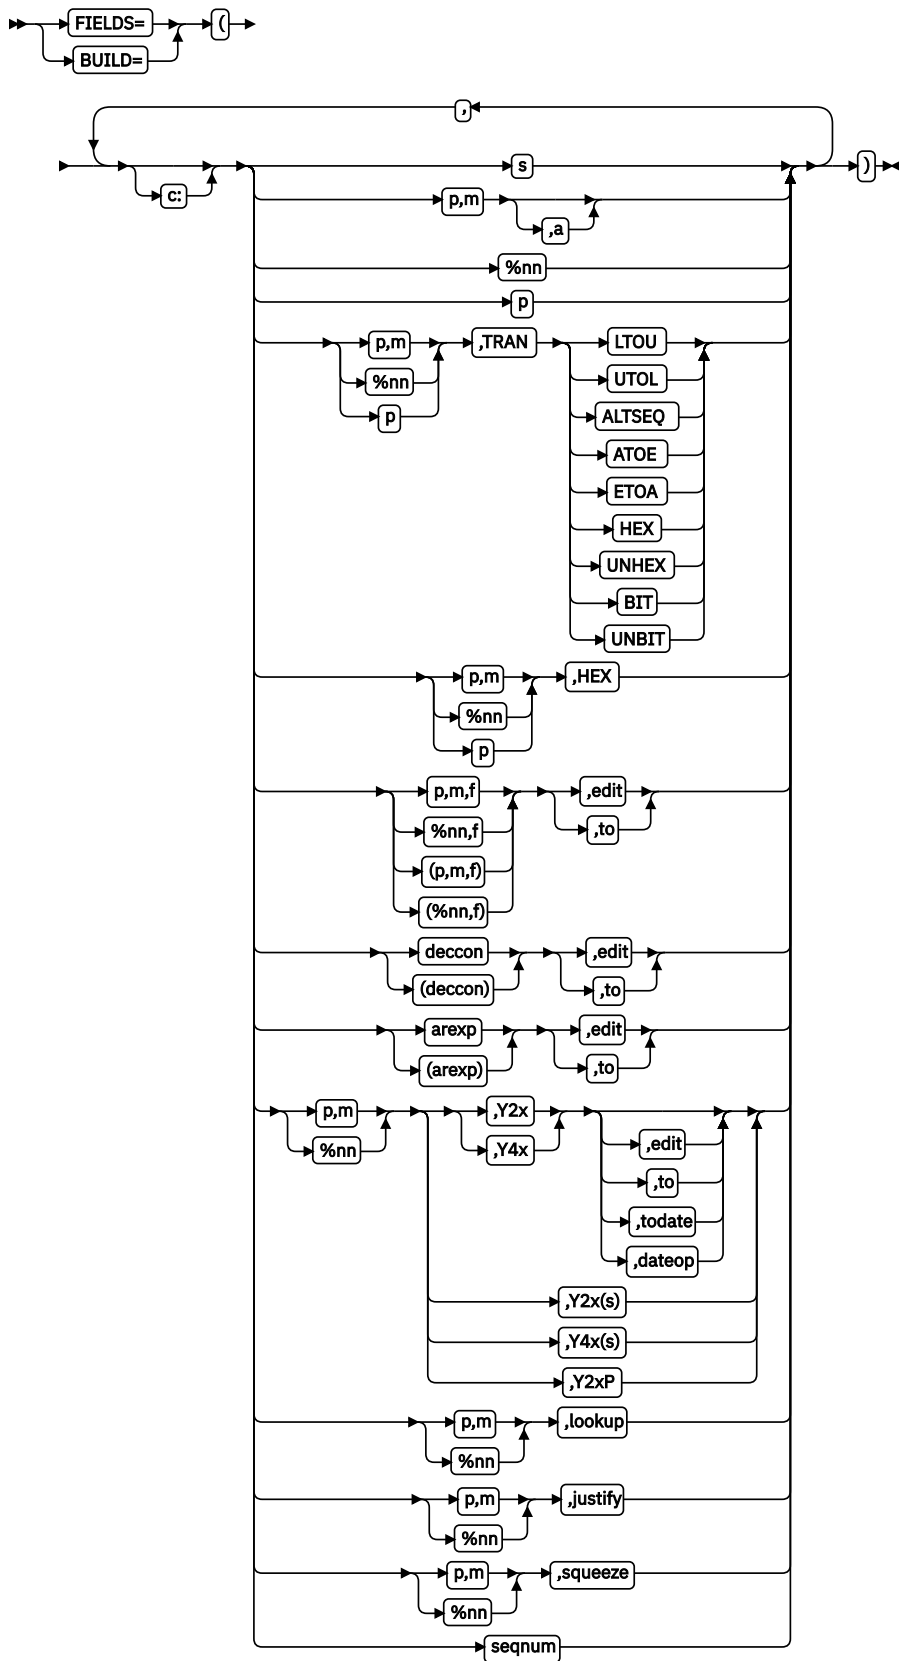 FIELDS= (
BUILD=
,
s )
c:
p,m
,a
%nn
p
p,m ,TRAN LTOU
%nn UTOL
p ALTSEQ
ATOE
ETOA
HEX
UNHEX
BIT
UNBIT
p,m ,HEX
%nn
p
p,m,f ,edit
%nn,f ,to
(p,m,f)
(%nn,f)
deccon ,edit
(deccon) ,to
arexp ,edit
(arexp) ,to
p,m ,Y2x
%nn ,Y4x ,edit
,to
,todate
,dateop
,Y2x(s)
,Y4x(s)
,Y2xP
p,m ,lookup
%nn
p,m ,justify
%nn
p,m ,squeeze
%nn
seqnum